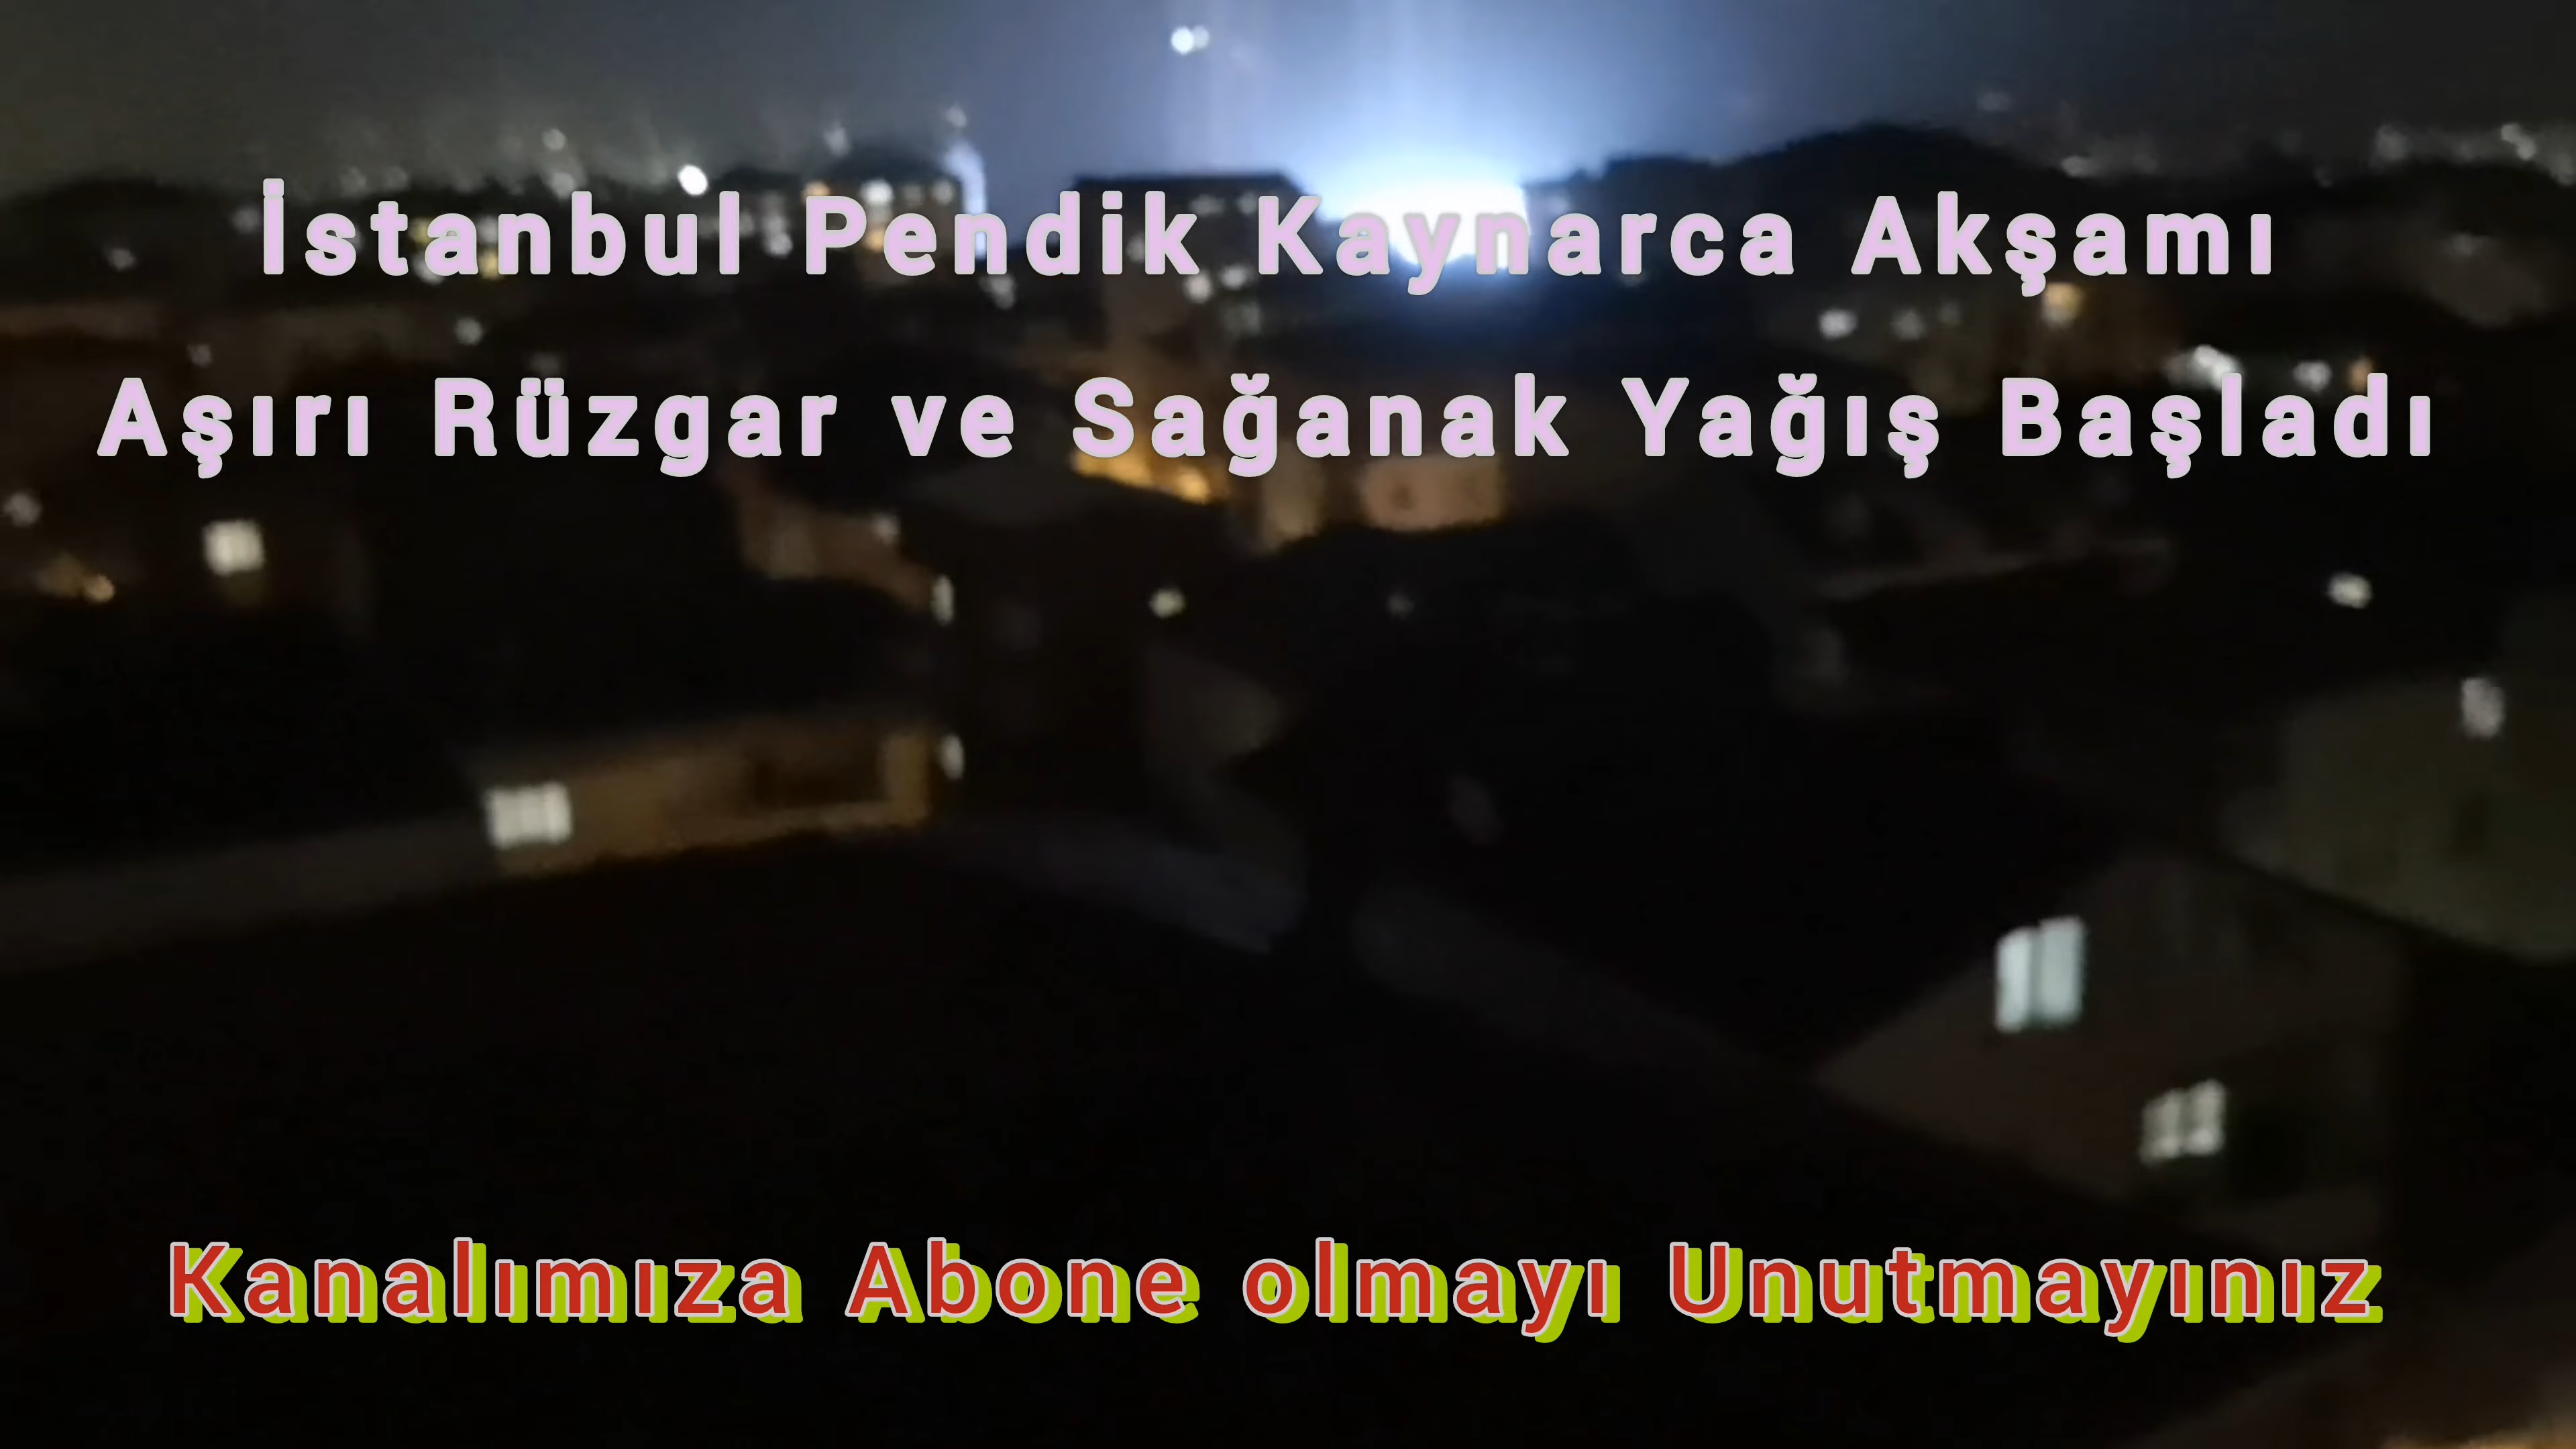 İstanbul Pendik Kaynarca Akşamı
Aşırı Rüzgar ve Sağanak Yağış Başladı
Kanalımıza Abone olmayı Unutmayınız